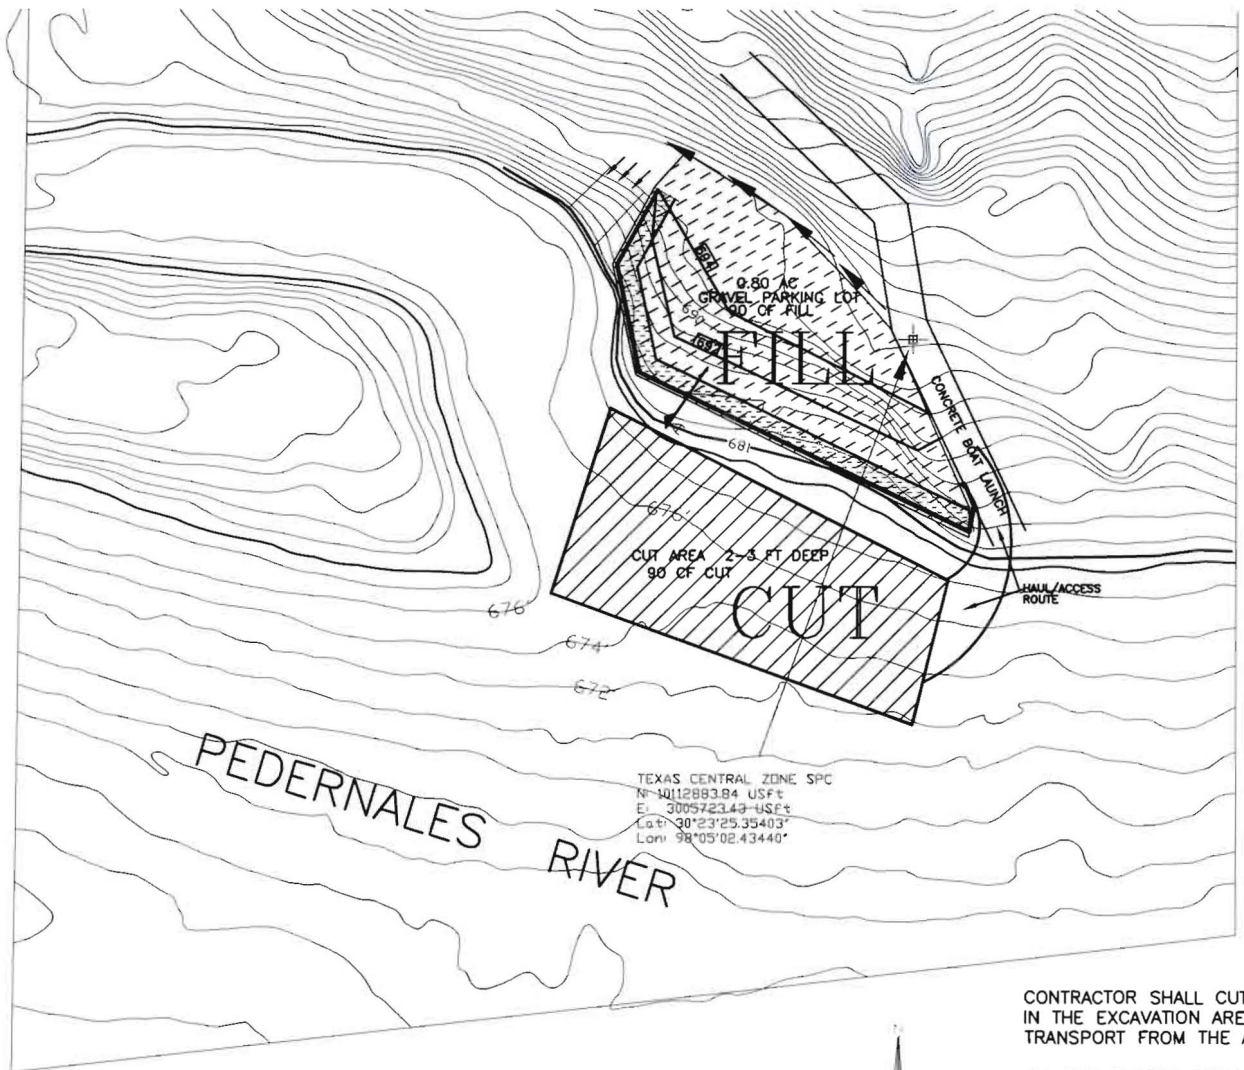 694
0.80 AC
GRAVEL PARKING LOT
90 CF FILL
690
692
FILL
CONCRETE BOAT LAUNCH
681
676'
CUT AREA 2-3 FT DEEP
90 CF CUT
CUT
HAUL/ACCESS
ROUTE
676'
674'
672
PEDERNALES RIVER
TEXAS CENTRAL ZONE SPC
N: 10112883.84 USft
E: 3005723.43 USft
Lat: 30°23'25.35403"
Lon: 98°05'02.43440"
CONTRACTOR SHALL CUT
IN THE EXCAVATION ARE
TRANSPORT FROM THE A
N